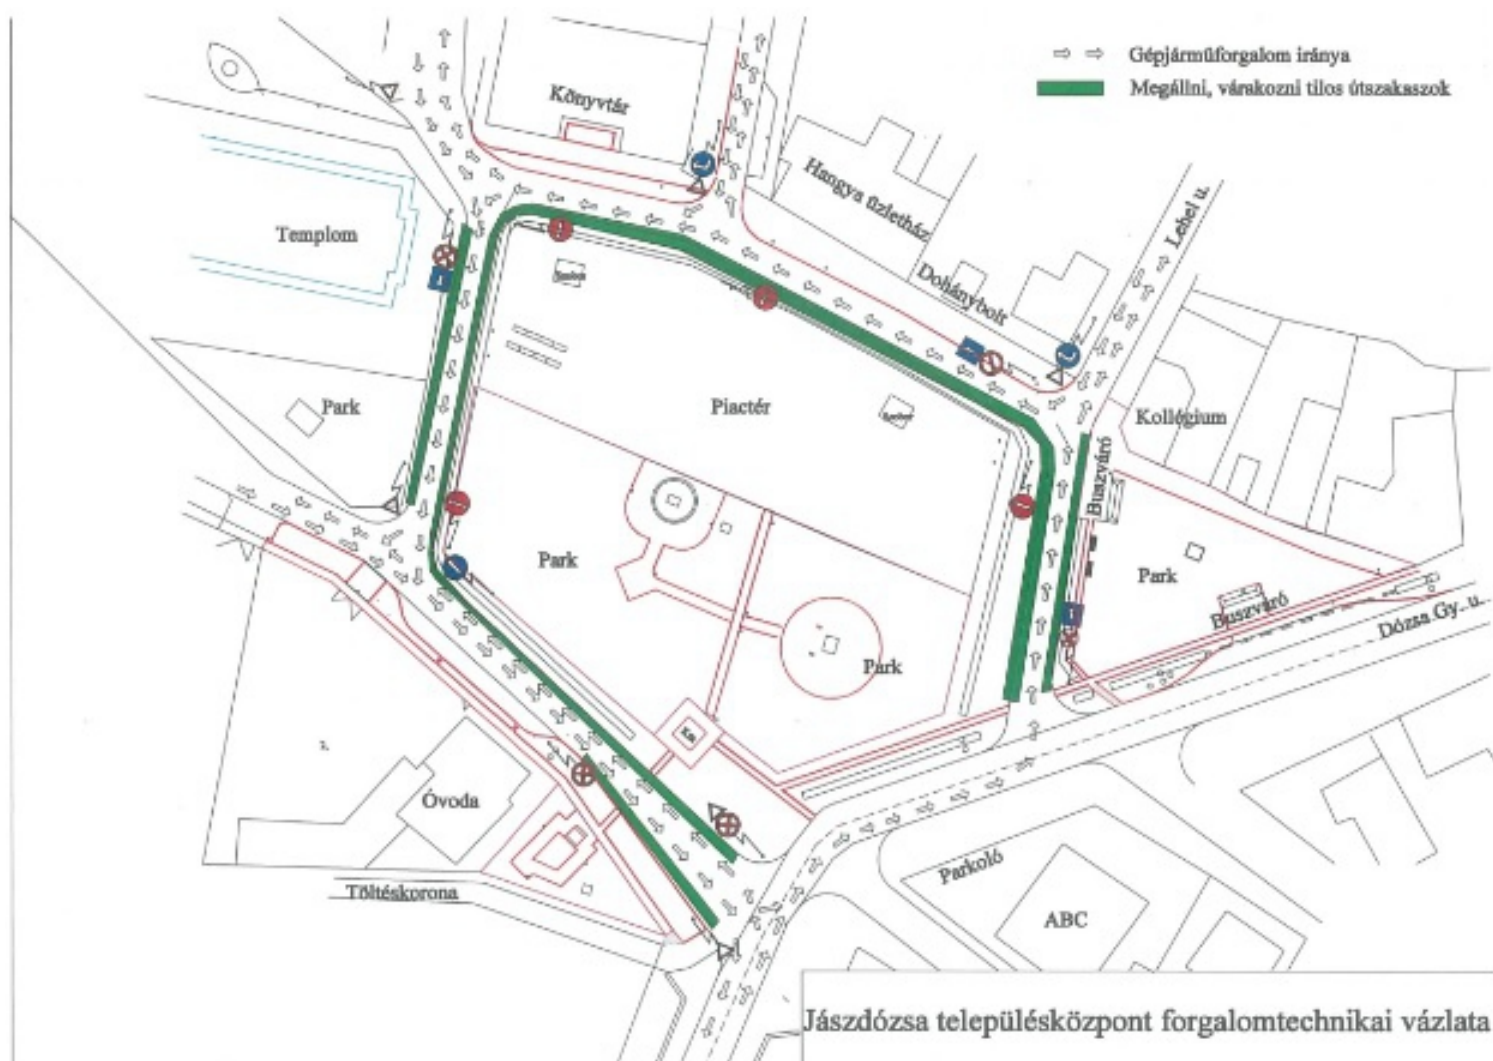 Gépjárműforgalom iránya
Megállni, várakozni tilos útszakaszok
Könyvtár
Hangya üzletház
Lehel u.
Templom
Dohánybolt
Park
Piactér
Kollégium
Buszváró
Park
Park
Buszváró
Dózsa Gy. u.
Park
Óvoda
Parkoló
Töltéskorona
ABC
Jászdózsa településközpont forgalomtechnikai vázlata